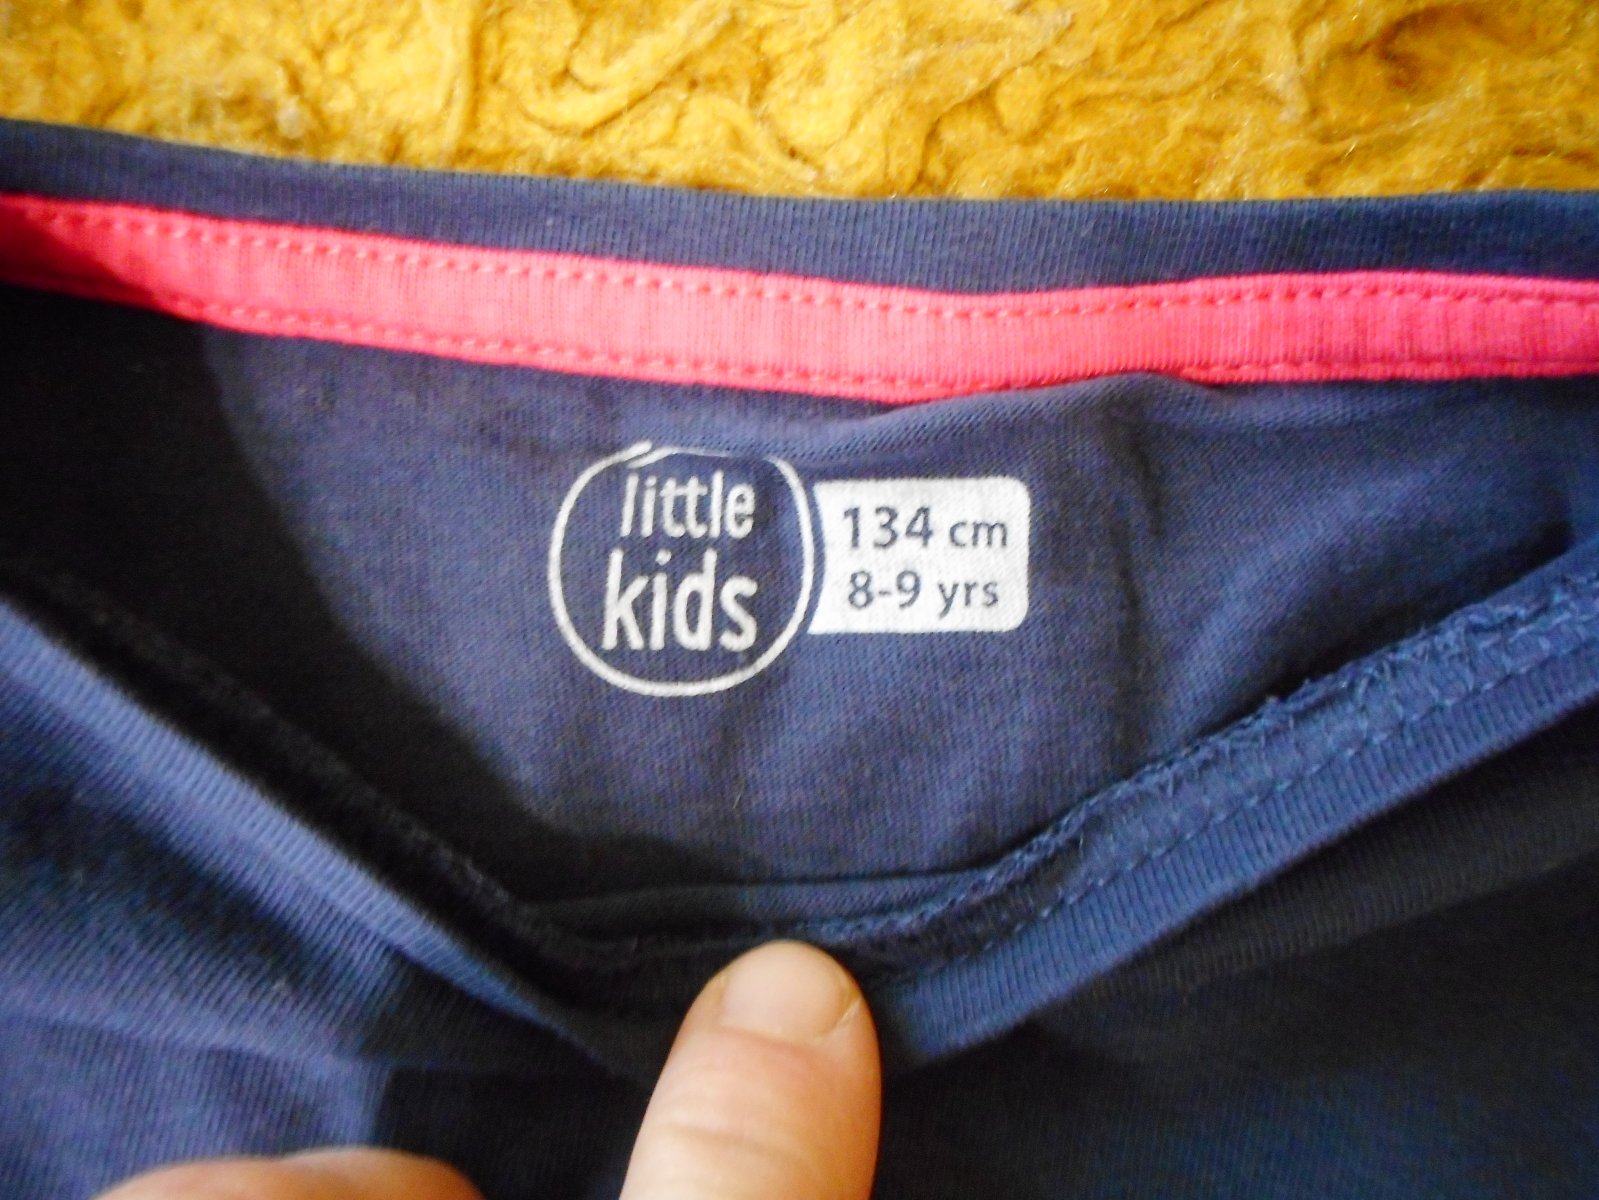 little
kids
134 cm
8-9 yrs